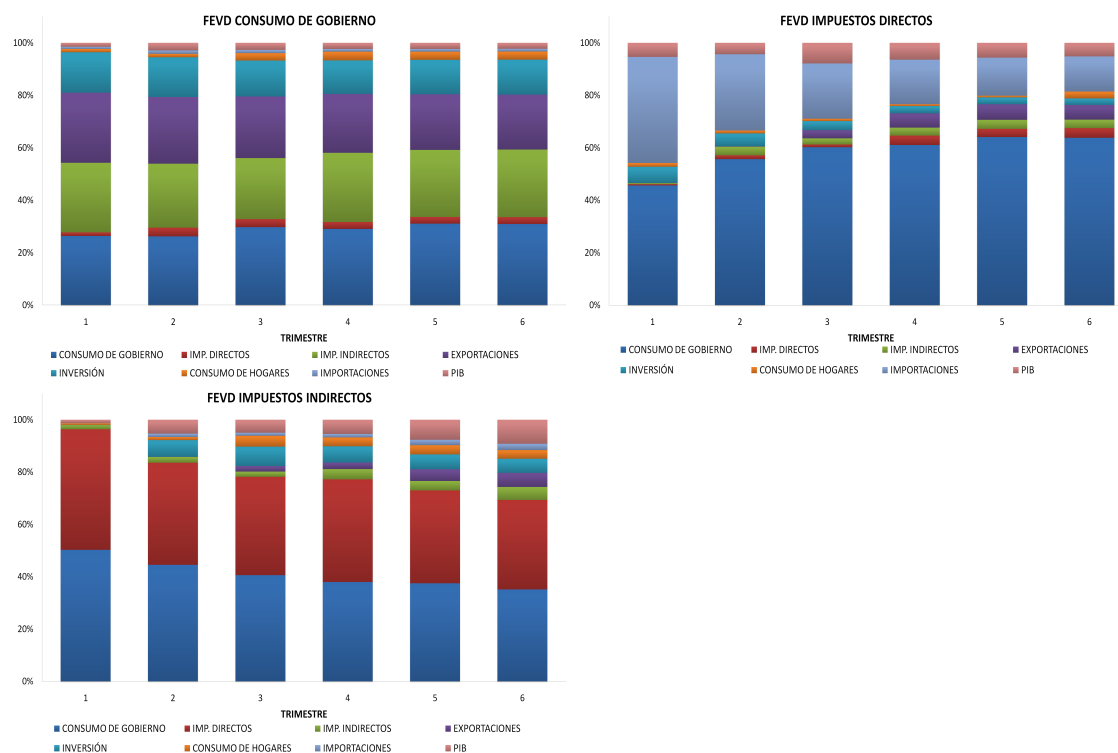 FEVD CONSUMO DE GOBIERNO
100%
80%
60%
40%
20%
0%
1 2 3 4 5 6
TRIMESTRE
CONSUMO DE GOBIERNO IMP. DIRECTOS IMP. INDIRECTOS EXPORTACIONES
INVERSIÓN CONSUMO DE HOGARES IMPORTACIONES PIB
FEVD IMPUESTOS DIRECTOS
100%
80%
60%
40%
20%
0%
1 2 3 4 5 6
TRIMESTRE
CONSUMO DE GOBIERNO IMP. DIRECTOS IMP. INDIRECTOS EXPORTACIONES
INVERSIÓN CONSUMO DE HOGARES IMPORTACIONES PIB
FEVD IMPUESTOS INDIRECTOS
100%
80%
60%
40%
20%
0%
1 2 3 4 5 6
TRIMESTRE
CONSUMO DE GOBIERNO IMP. DIRECTOS IMP. INDIRECTOS EXPORTACIONES
INVERSIÓN CONSUMO DE HOGARES IMPORTACIONES PIB